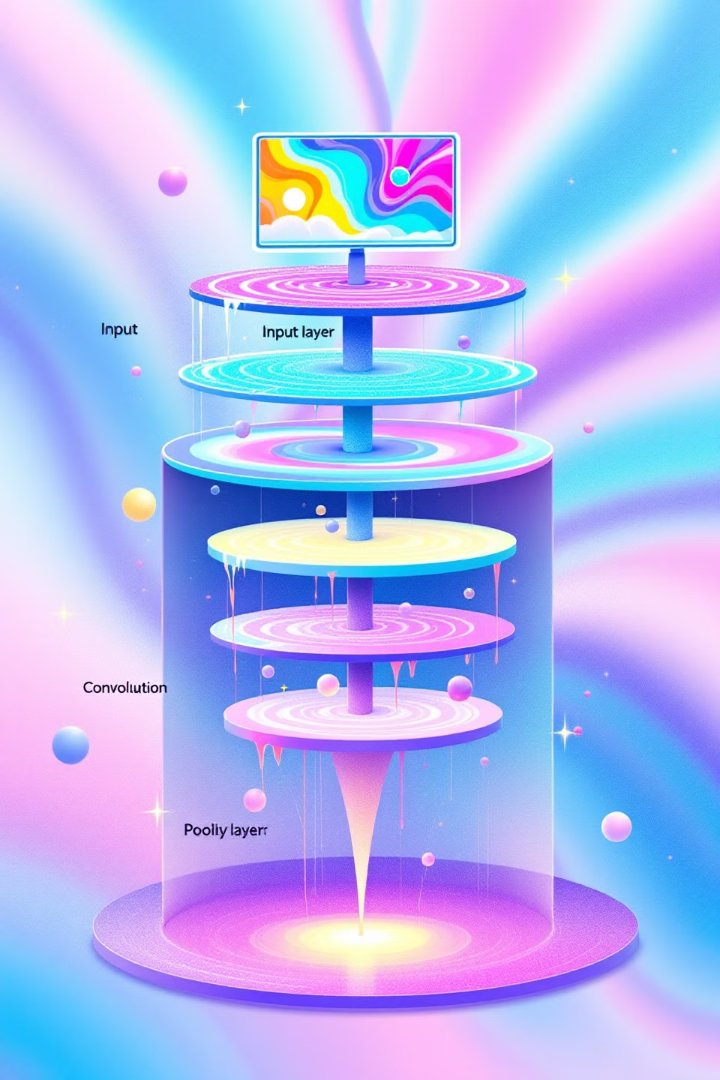 Input
Input layer
Convolution
Pooliy layerr